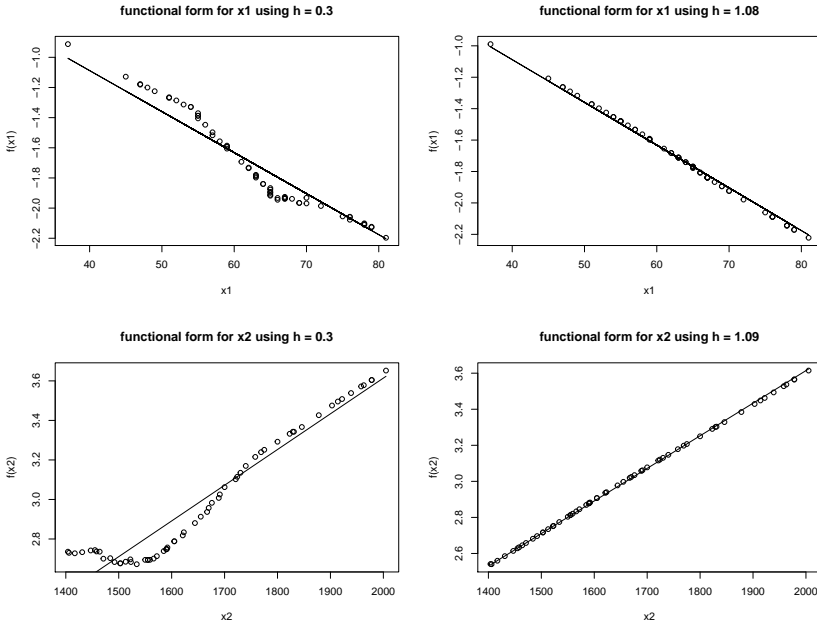 functional form for x1 using h = 0.3
f(x1)
-1.0
-1.2
-1.4
-1.6
-1.8
-2.0
-2.2
40 50 60 70 80
x1
functional form for x1 using h = 1.08
f(x1)
-1.0
-1.2
-1.4
-1.6
-1.8
-2.0
-2.2
40 50 60 70 80
x1
functional form for x2 using h = 0.3
f(x2)
3.6
3.4
3.2
3.0
2.8
1400 1500 1600 1700 1800 1900 2000
x2
functional form for x2 using h = 1.09
f(x2)
3.6
3.4
3.2
3.0
2.8
2.6
1400 1500 1600 1700 1800 1900 2000
x2